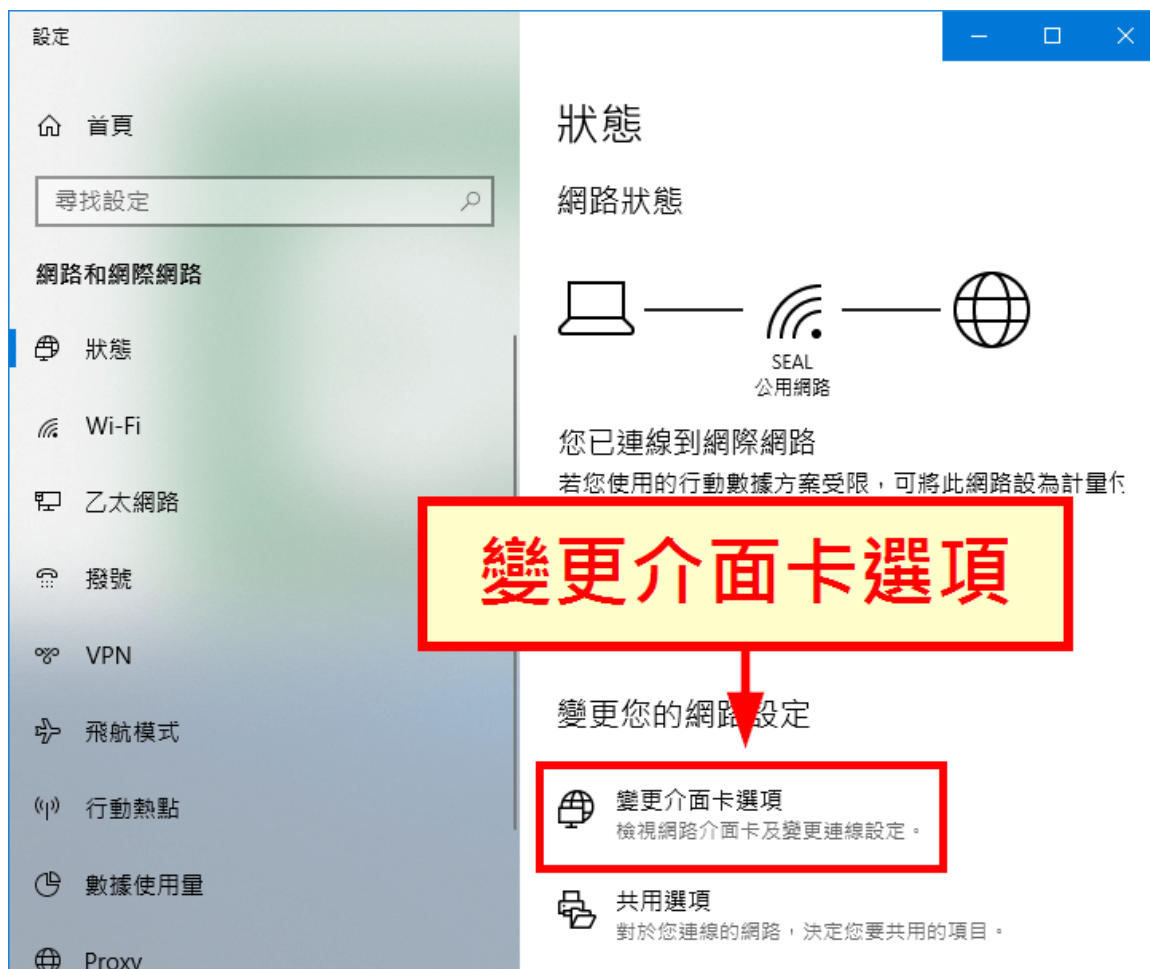 設定
首頁
尋找設定
網路和網際網路
狀態
Wi-Fi
乙太網路
撥號
VPN
飛航模式
行動熱點
數據使用量
Proxy
狀態
網路狀態
SEAL
公用網路
您已連線到網際網路
若您使用的行動數據方案受限，可將此網路設為計量
變更介面卡選項
變更您的網路設定
變更介面卡選項
檢視網路介面卡及變更連線設定。
共用選項
對於您連線的網路，決定您要共用的項目。